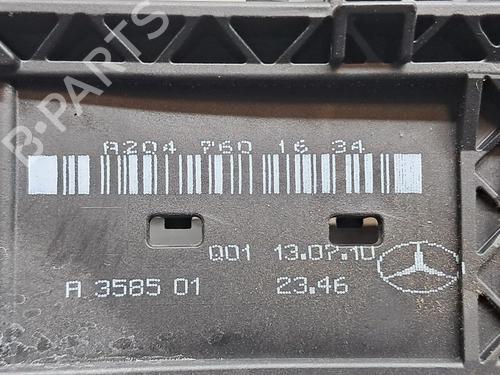 B-PARTS
A204 760 16 34
Q01 13.07.10
A 3585 01 23.46